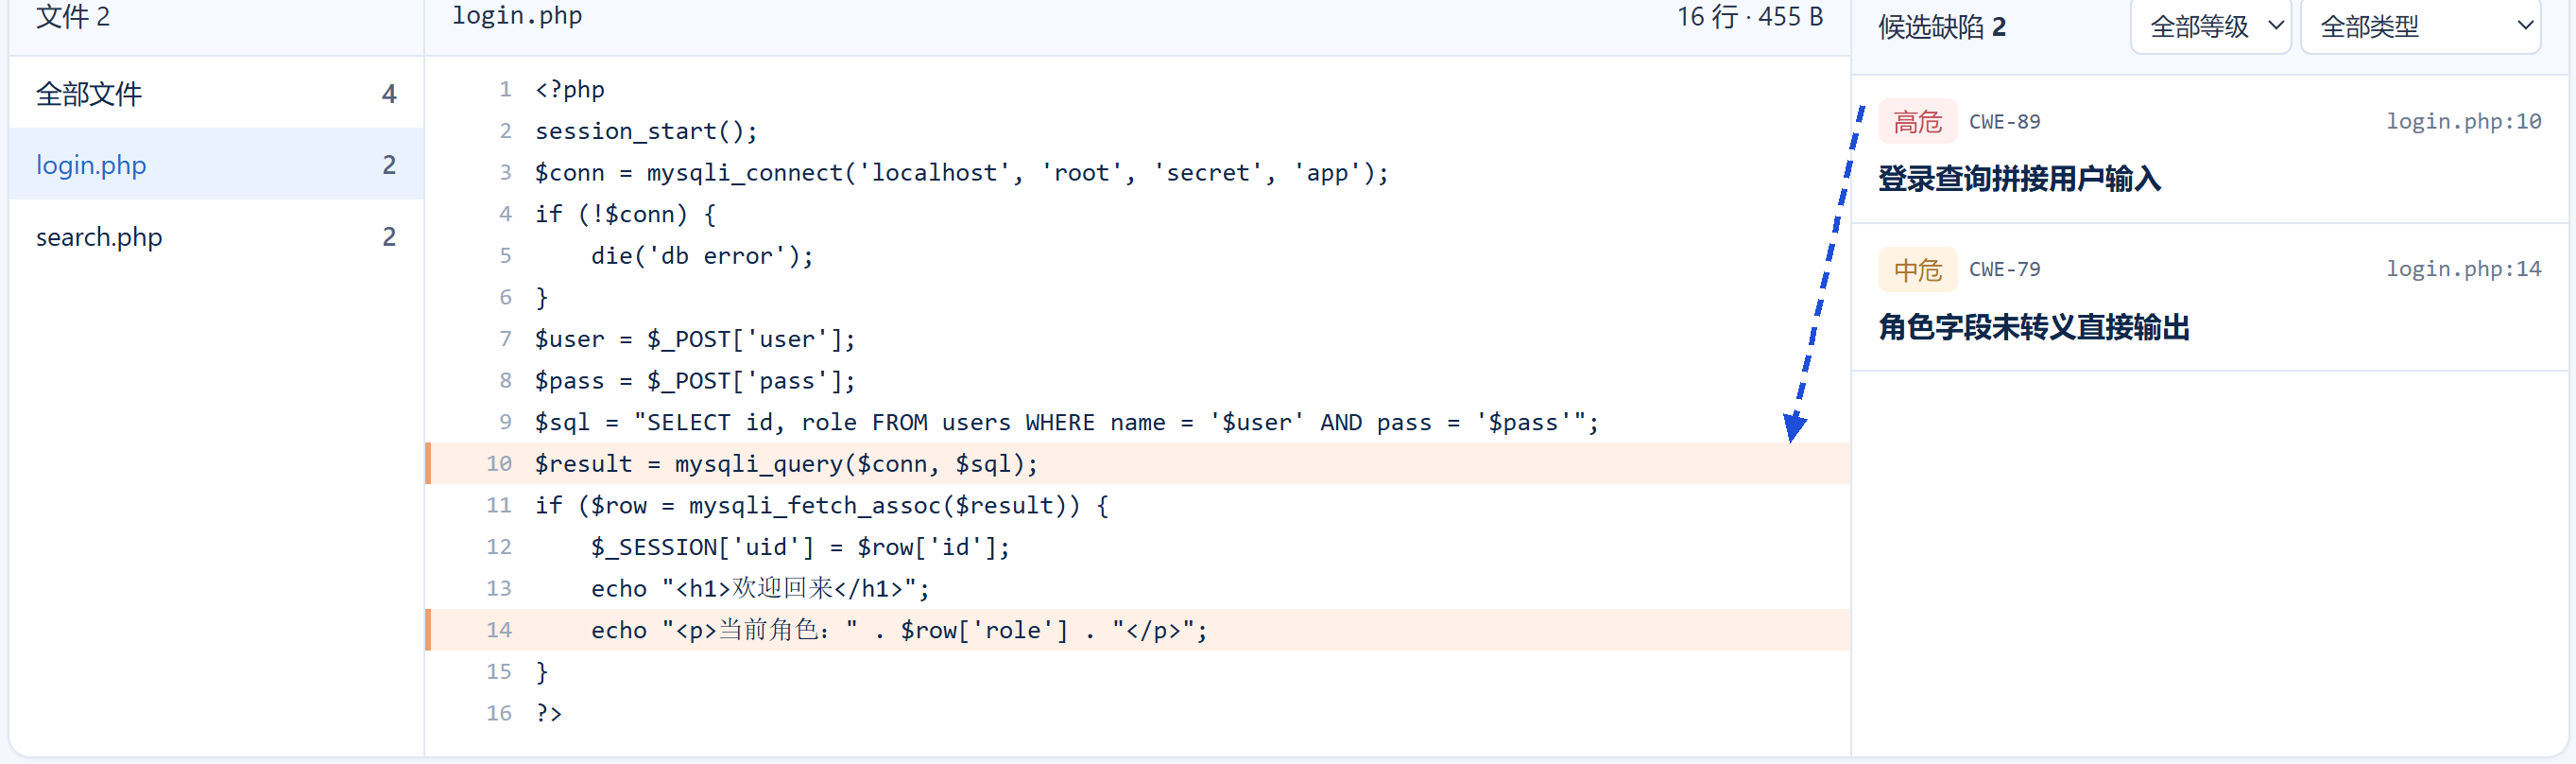 文件 2
全部文件 4
login.php 2
search.php 2
login.php 16 行 · 455 B
1 <?php
2 session_start();
3 $conn = mysqli_connect('localhost', 'root', 'secret', 'app');
4 if (!$conn) {
5     die('db error');
6 }
7 $user = $_POST['user'];
8 $pass = $_POST['pass'];
9 $sql = "SELECT id, role FROM users WHERE name = '$user' AND pass = '$pass'";
10 $result = mysqli_query($conn, $sql);
11 if ($row = mysqli_fetch_assoc($result)) {
12     $_SESSION['uid'] = $row['id'];
13     echo "<h1>欢迎回来</h1>";
14     echo "<p>当前角色：" . $row['role'] . "</p>";
15 }
16 ?>
候选缺陷 2 全部等级 全部类型
高危 CWE-89 login.php:10
登录查询拼接用户输入
中危 CWE-79 login.php:14
角色字段未转义直接输出